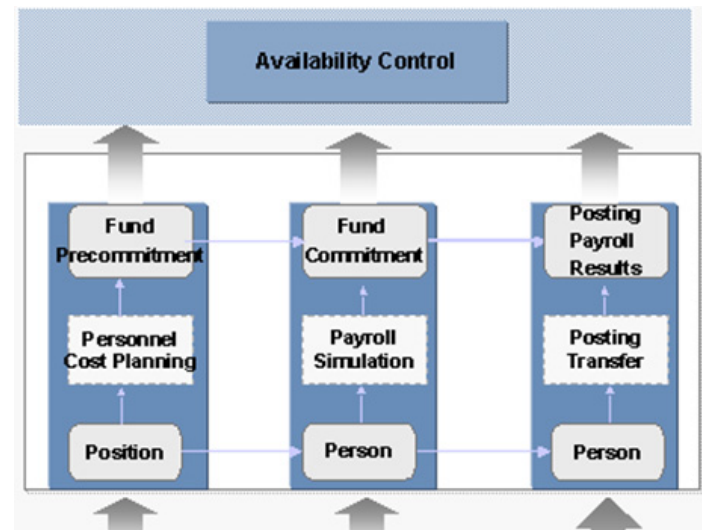 Availability Control
Fund
Precommitment
Fund
Commitment
Posting
Payroll
Results
Personnel
Cost Planning
Payroll
Simulation
Posting
Transfer
Position
Person
Person